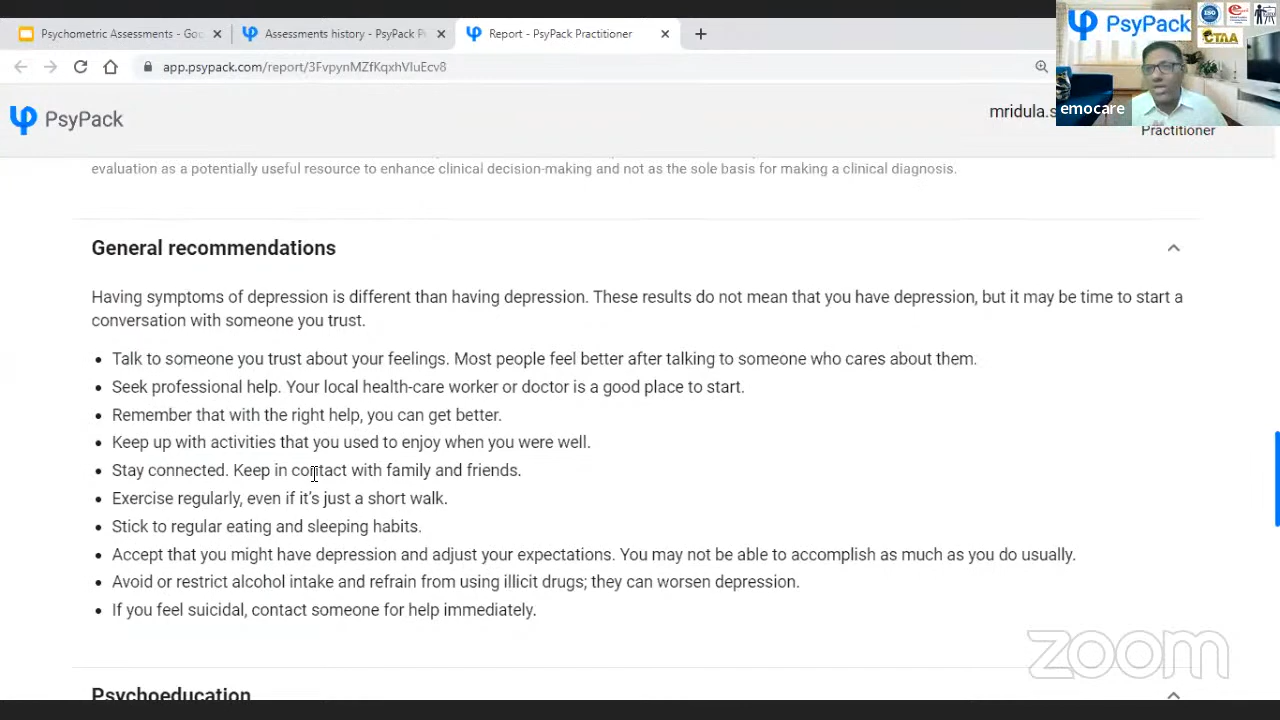 Psychometric Assessments - Goo
Assessments history - PsyPack P
Report - PsyPack Practitioner
PsyPack
ISO
CTAA
app.psypack.com/report/3FvpynMZfKqxhVluEcv8
emocare
PsyPack
mridula.s
Practitioner
evaluation as a potentially useful resource to enhance clinical decision-making and not as the sole basis for making a clinical diagnosis.
General recommendations
Having symptoms of depression is different than having depression. These results do not mean that you have depression, but it may be time to start a
conversation with someone you trust.
• Talk to someone you trust about your feelings. Most people feel better after talking to someone who cares about them.
• Seek professional help. Your local health-care worker or doctor is a good place to start.
• Remember that with the right help, you can get better.
• Keep up with activities that you used to enjoy when you were well.
• Stay connected. Keep in contact with family and friends.
• Exercise regularly, even if it's just a short walk.
• Stick to regular eating and sleeping habits.
• Accept that you might have depression and adjust your expectations. You may not be able to accomplish as much as you do usually.
• Avoid or restrict alcohol intake and refrain from using illicit drugs; they can worsen depression.
• If you feel suicidal, contact someone for help immediately.
zoom
Psychoeducation